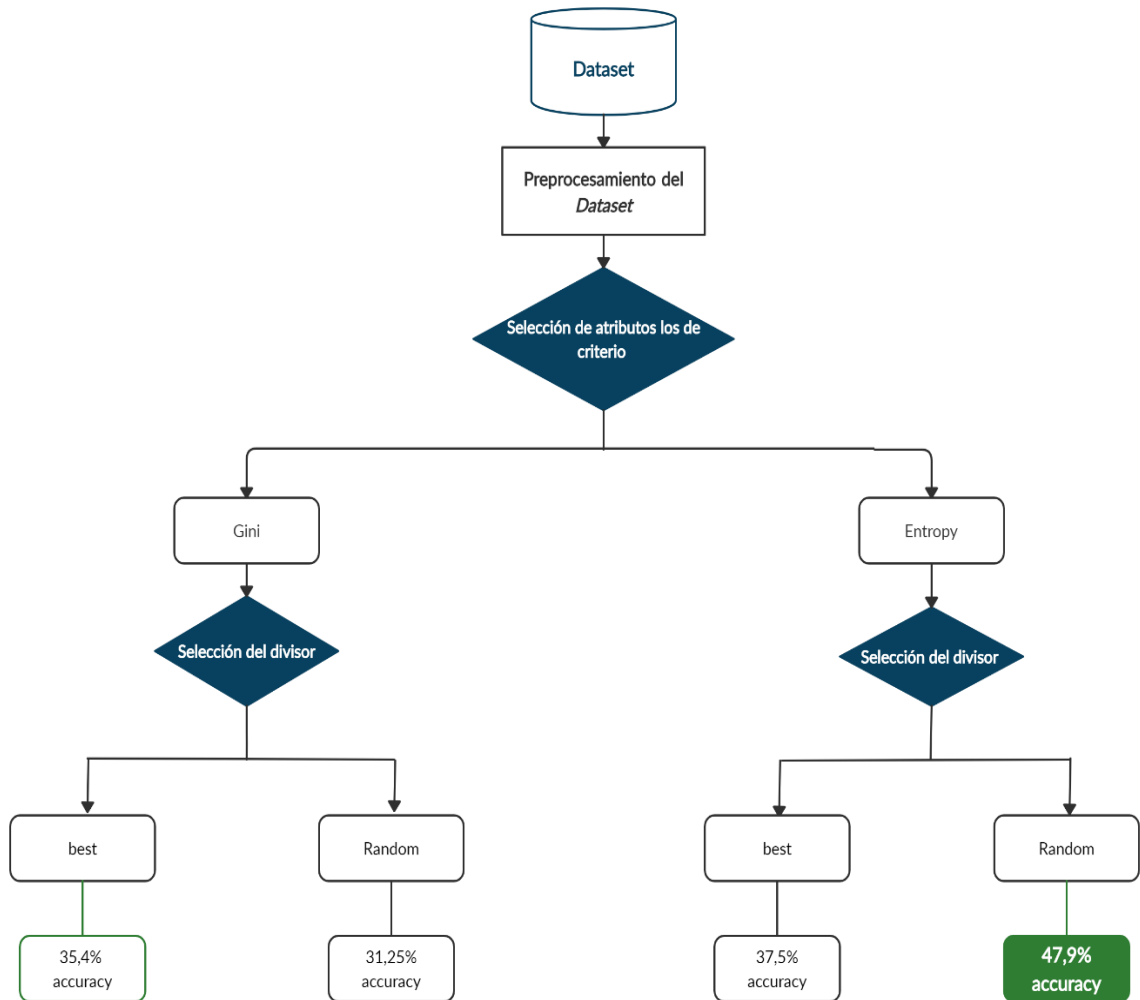 Dataset
Preprocesamiento del
Dataset
Selección de atributos los de
criterio
Gini
Entropy
Selección del divisor
Selección del divisor
best
Random
best
Random
35,4%
accuracy
31,25%
accuracy
37,5%
accuracy
47,9%
accuracy